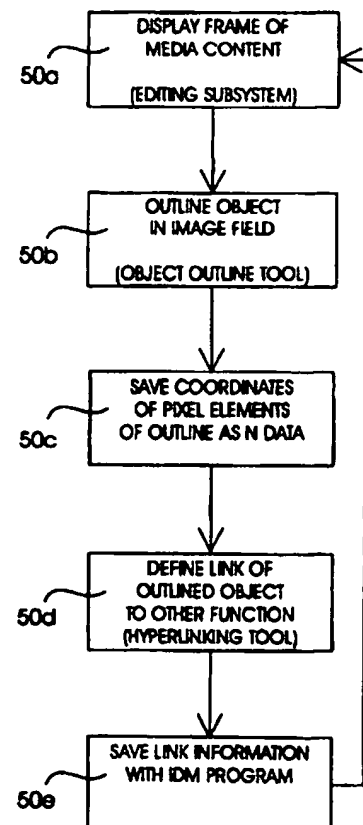 DISPLAY FRAME OF
MEDIA CONTENT
(EDITING SUBSYSTEM)
50a
OUTLINE OBJECT
IN IMAGE FIELD
(OBJECT OUTLINE TOOL)
50b
SAVE COORDINATES
OF PIXEL ELEMENTS
OF OUTLINE AS N DATA
50c
DEFINE LINK OF
OUTLINED OBJECT
TO OTHER FUNCTION
(HYPERLINKING TOOL)
50d
SAVE LINK INFORMATION
WITH IDM PROGRAM
50e